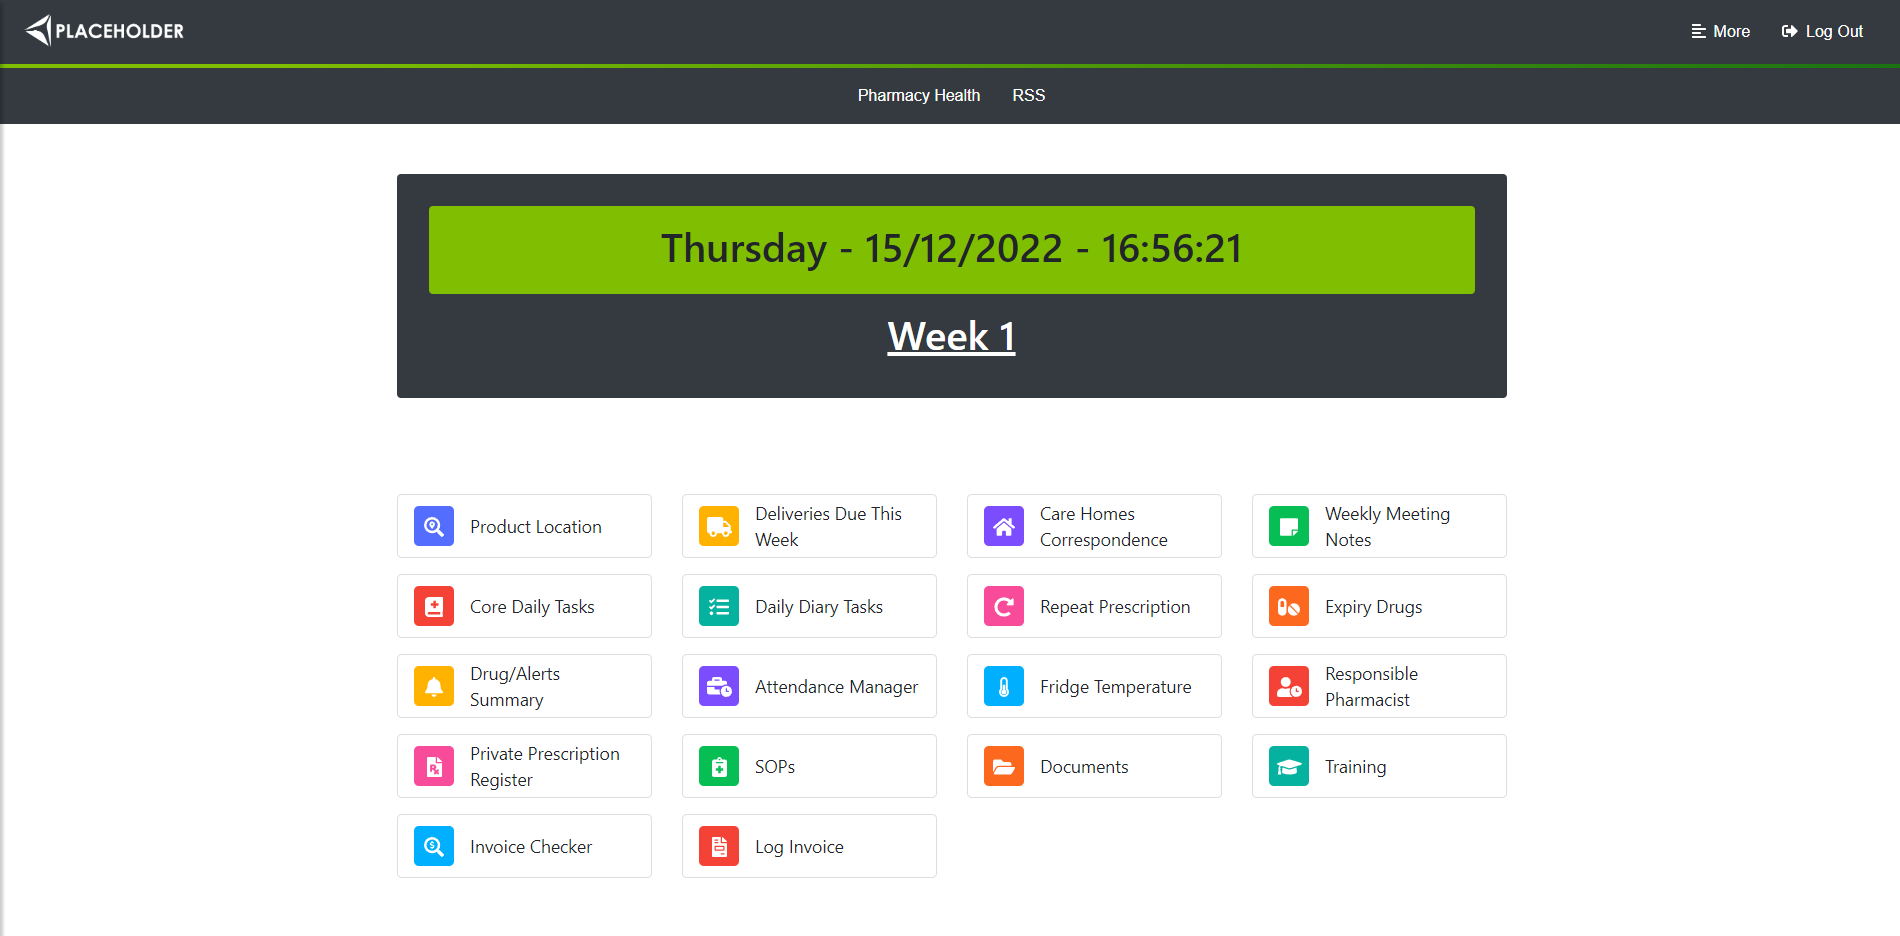 PLACEHOLDER
More
Log Out
Pharmacy Health
RSS
Thursday - 15/12/2022 - 16:56:21
Week 1
Product Location
Deliveries Due This
Week
Care Homes
Correspondence
Weekly Meeting
Notes
Core Daily Tasks
Daily Diary Tasks
Repeat Prescription
Expiry Drugs
Drug/Alerts
Summary
Attendance Manager
Fridge Temperature
Responsible
Pharmacist
Private Prescription
Register
SOPs
Documents
Training
Invoice Checker
Log Invoice